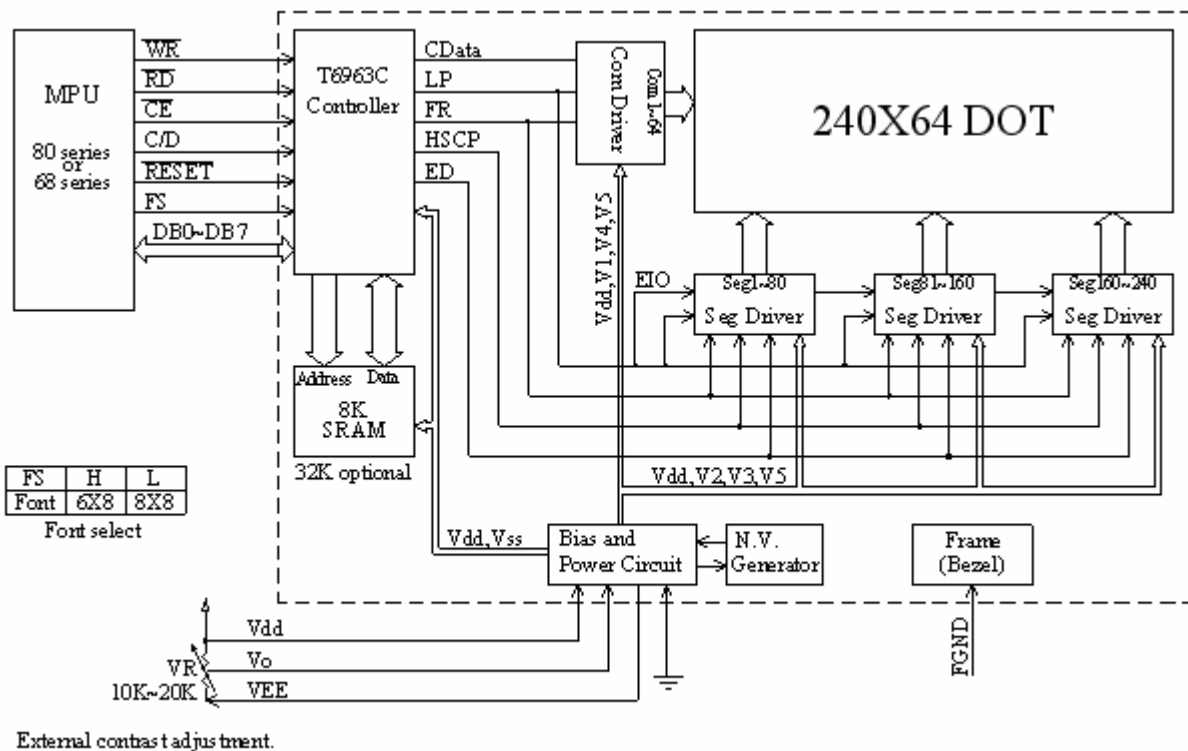 MPU
80 series
or
68 series
WR
RD
CE
C/D
RESET
FS
DB0~DB7
T6963C
Controller
CData
LP
FR
HSCP
ED
Com Driver
Com 1~64
240X64 DOT
Vdd,V1,V4,V5
EIO
Seg1~80
Seg Driver
Seg81~160
Seg Driver
Seg160~240
Seg Driver
Address
Data
8K
SRAM
32K optional
FS H L
Font 6X8 8X8
Font select
Vdd,V2,V3,V5
Vdd,Vss
Bias and
Power Circuit
N.V.
Generator
Frame
(Bezel)
FGND
Vdd
Vo
VEE
VR
10K~20K
External contrast adjustment.